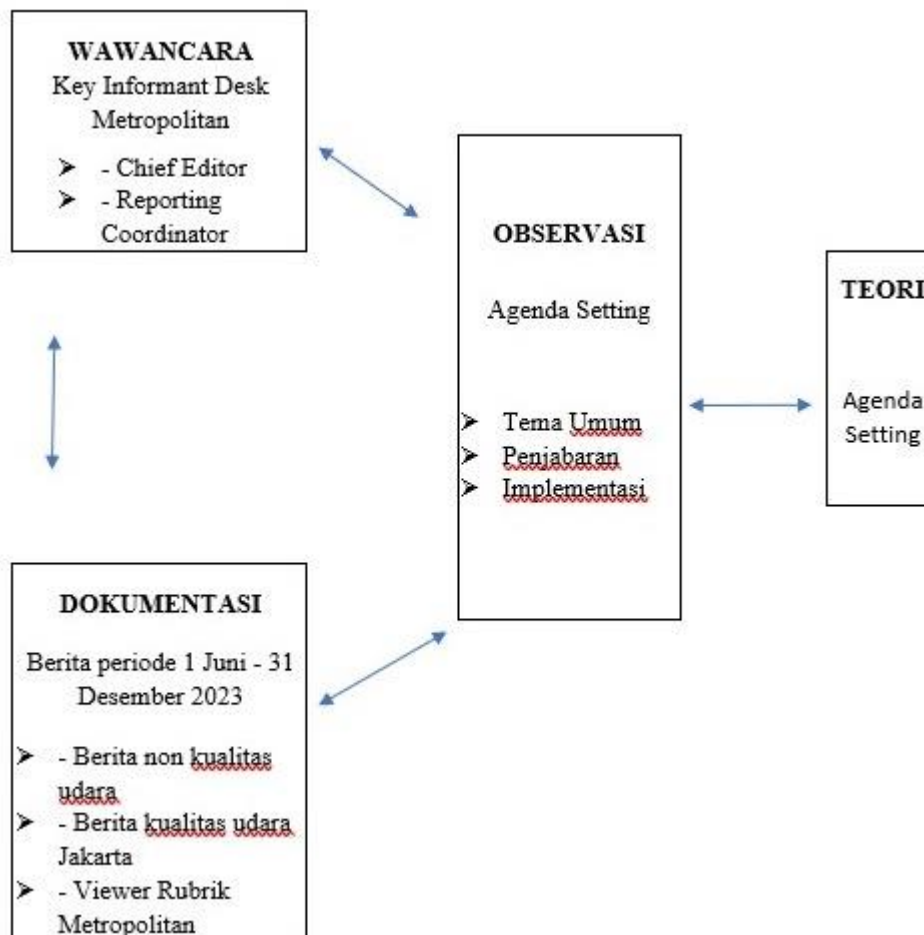 WAWANCARA
Key Informant Desk
Metropolitan
➤ - Chief Editor
➤ - Reporting
Coordinator
OBSERVASI
Agenda Setting
➤ Tema Umum
➤ Penjabaran
➤ Implementasi
TEORI
Agenda
Setting
DOKUMENTASI
Berita periode 1 Juni - 31
Desember 2023
➤ - Berita non kualitas
udara
➤ - Berita kualitas udara
Jakarta
➤ - Viewer Rubrik
Metropolitan